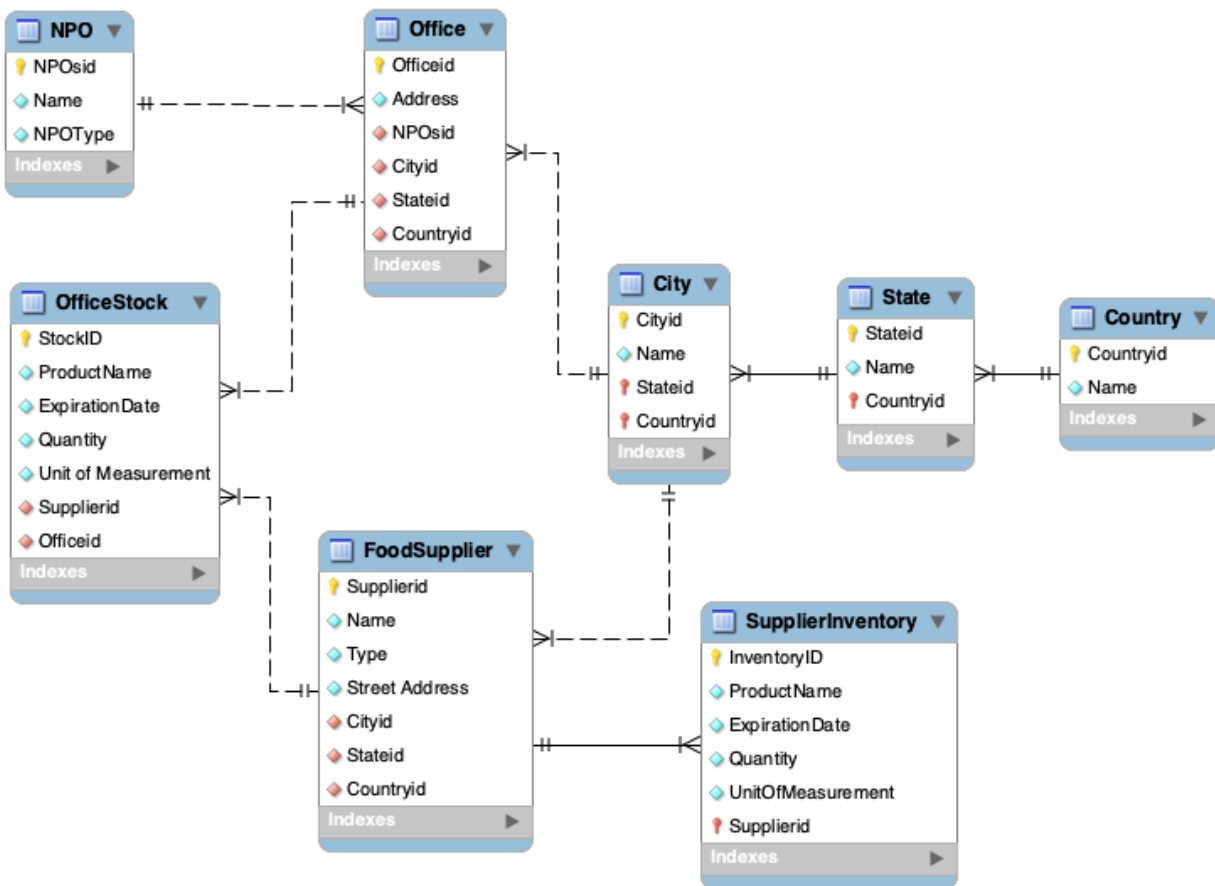 NPO
NPOsid
Name
NPOType
Indexes
Office
Officeid
Address
NPOsid
Cityid
Stateid
Countryid
Indexes
OfficeStock
StockID
ProductName
ExpirationDate
Quantity
Unit of Measurement
Supplierid
Officeid
Indexes
City
Cityid
Name
Stateid
Countryid
Indexes
State
Stateid
Name
Countryid
Indexes
Country
Countryid
Name
Indexes
FoodSupplier
Supplierid
Name
Type
Street Address
Cityid
Stateid
Countryid
Indexes
SupplierInventory
InventoryID
ProductName
ExpirationDate
Quantity
UnitOfMeasurement
Supplierid
Indexes